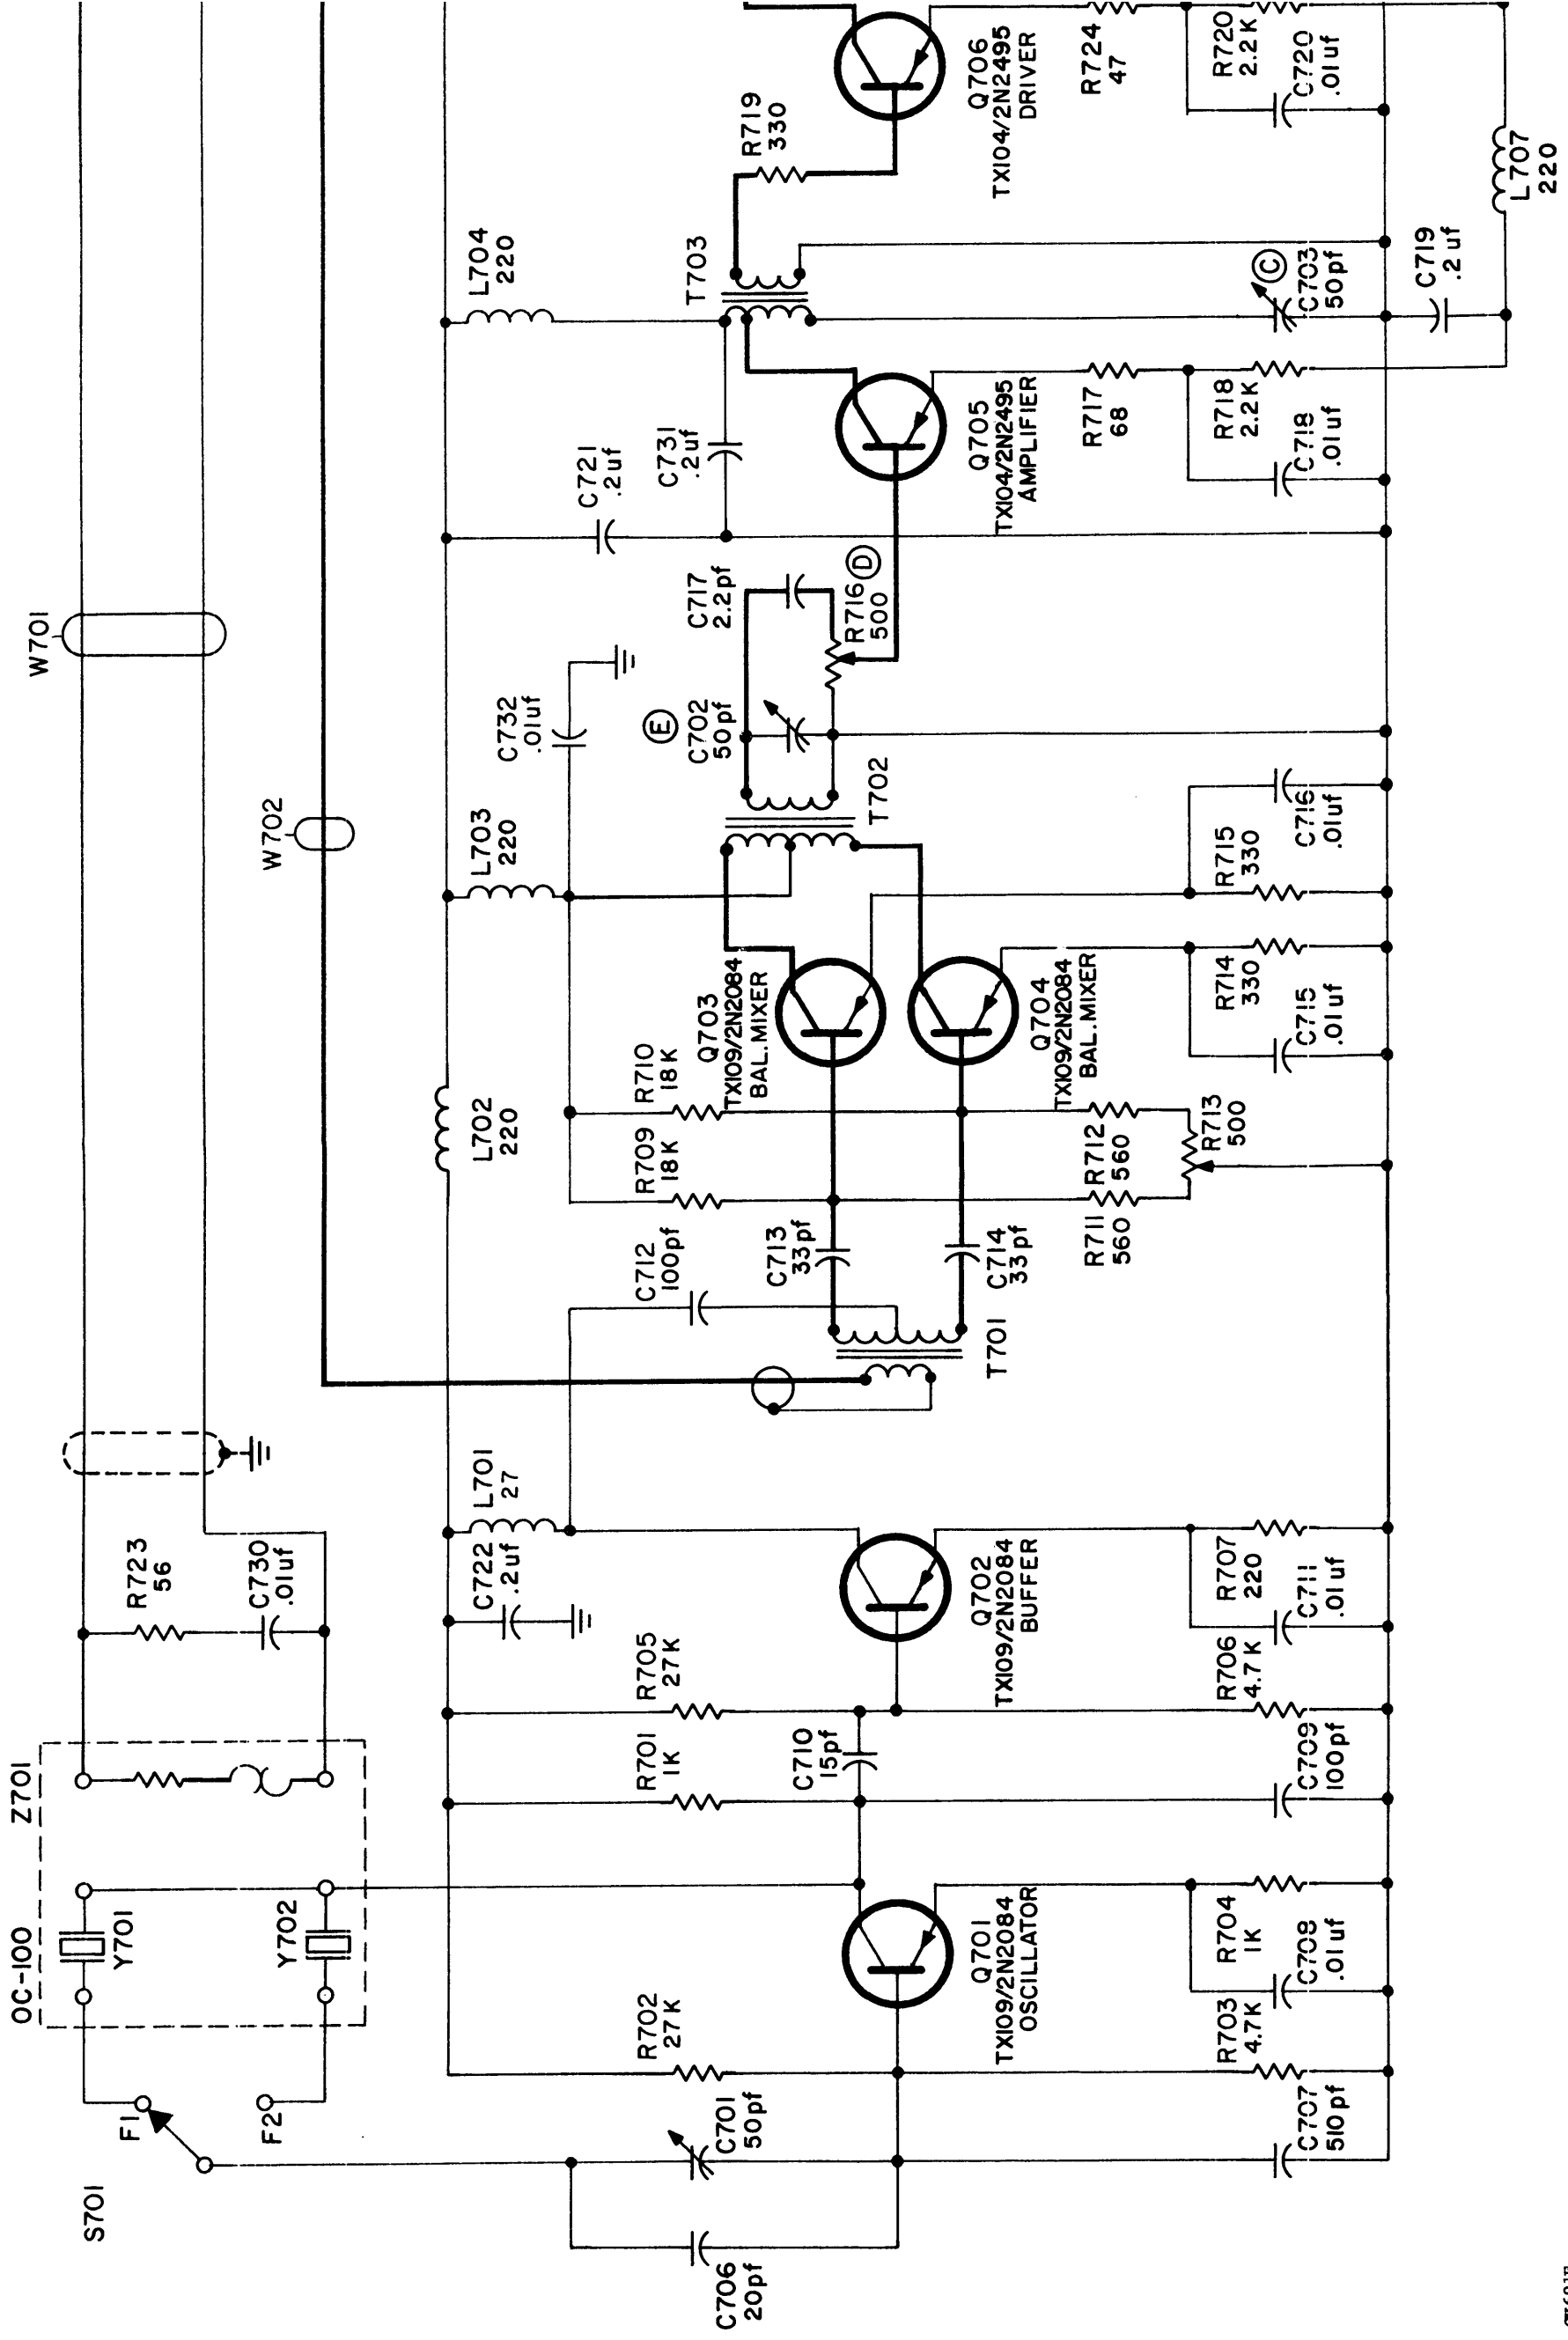 S701
F1
F2
OC-100
Z701
Y701
Y702
R723
56
C730
.01uf
W701
W702
C706
20pf
C701
50pf
R702
27K
R701
1K
R705
27K
C722
.2uf
L701
27
L702
220
L703
220
L704
220
C710
15pf
C712
100pf
R709
18K
R710
18K
C732
.01uf
C721
.2uf
C731
.2uf
C713
33pf
C714
33pf
T701
Q701
TX109/2N2084
OSCILLATOR
Q702
TX109/2N2084
BUFFER
Q703
TX109/2N2084
BAL.MIXER
Q704
TX109/2N2084
BAL.MIXER
T702
E
C702
50pf
C717
2.2pf
R716
500
D
T703
R719
330
Q705
TX104/2N2495
AMPLIFIER
Q706
TX104/2N2495
DRIVER
C707
510pf
R703
4.7K
C708
.01uf
R704
1K
C709
100pf
R706
4.7K
C711
.01uf
R707
220
R711
560
R712
560
R713
500
C715
.01uf
R714
330
R715
330
C716
.01uf
R717
68
C718
.01uf
R718
2.2K
C
C703
50pf
C719
.2uf
R724
47
R720
2.2K
C720
.01uf
L707
220